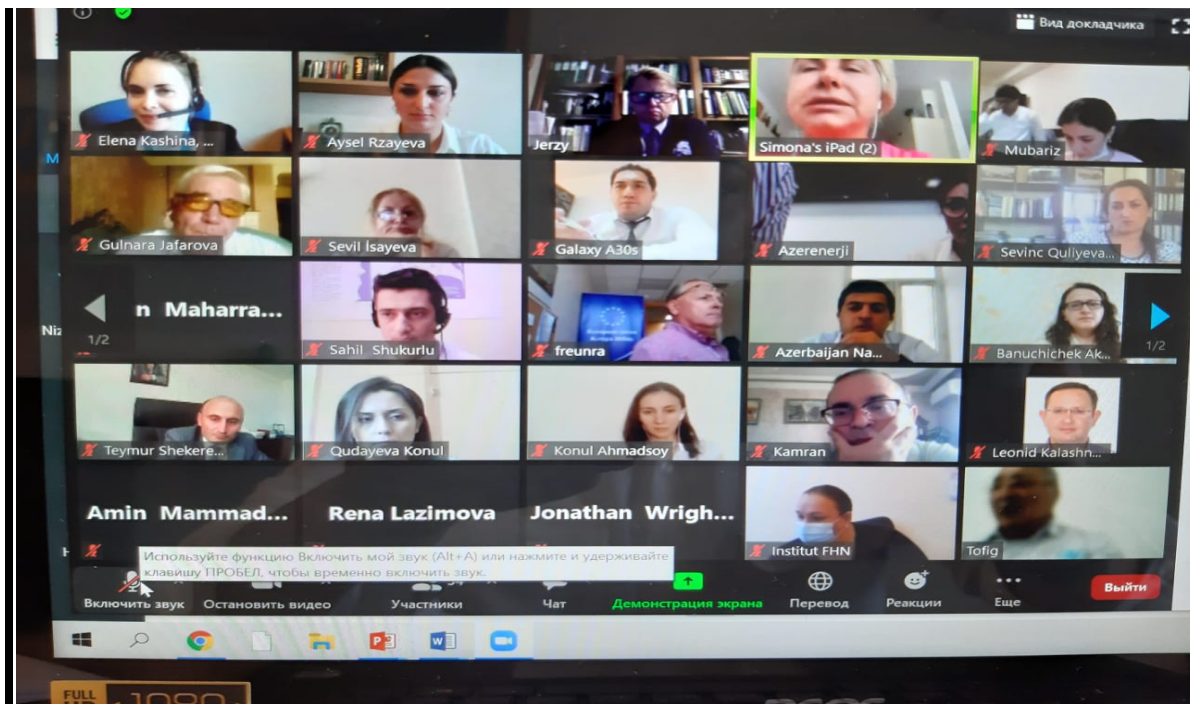 Вид докладчика
Elena Kashina, ...
Aysel Rzayeva
Jerzy
Simona's iPad (2)
Mubariz
Gulnara Jafarova
Sevil İsayeva
Galaxy A30s
Azerenerji
Sevinc Quliyeva...
n Maharra...
1/2
Sahil Shukurlu
freunra
Azerbaijan Na...
Banuchichek Ak...
1/2
Niz
M
Teymur Shekere...
Qudayeva Konul
Konul Ahmadsoy
Kamran
Leonid Kalashn...
Amin Mammad...
Rena Lazimova
Jonathan Wrigh...
Institut FHN
Tofig
Используйте функцию Включить мой звук (Alt+A) или нажмите и удерживайте
клавишу ПРОБЕЛ, чтобы временно включить звук.
Включить звук
Остановить видео
Участники
Чат
Демонстрация экрана
Перевод
Реакции
Еще
Выйти
FULL
HD 1080